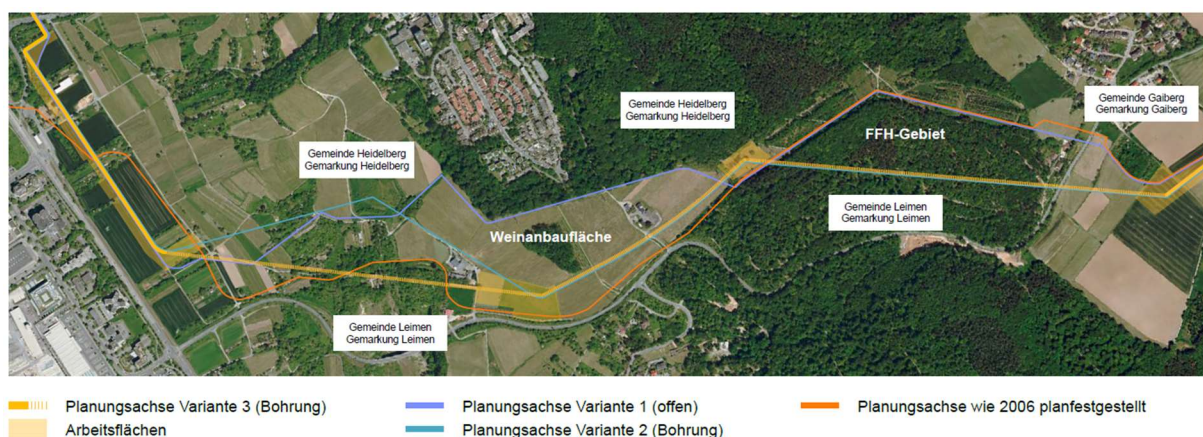 Gemeinde Heidelberg
Gemarkung Heidelberg
Gemeinde Heidelberg
Gemarkung Heidelberg
Gemeinde Gaiberg
Gemarkung Gaiberg
FFH-Gebiet
Gemeinde Leimen
Gemarkung Leimen
Weinanbaufläche
Gemeinde Leimen
Gemarkung Leimen
Planungsachse Variante 3 (Bohrung)
Planungsachse Variante 1 (offen)
Planungsachse wie 2006 planfestgestellt
Arbeitsflächen
Planungsachse Variante 2 (Bohrung)